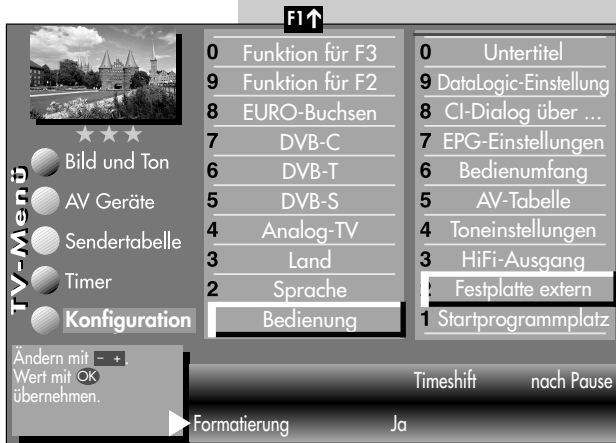 F1↑
TV-Menü
Bild und Ton
AV Geräte
Sendertabelle
Timer
Konfiguration
0 Funktion für F3
9 Funktion für F2
8 EURO-Buchsen
7 DVB-C
6 DVB-T
5 DVB-S
4 Analog-TV
3 Land
2 Sprache
Bedienung
0 Untertitel
9 DataLogic-Einstellung
8 CI-Dialog über ...
7 EPG-Einstellungen
6 Bedienumfang
5 AV-Tabelle
4 Toneinstellungen
3 HiFi-Ausgang
2 Festplatte extern
1 Startprogrammplatz
Ändern mit - +.
Wert mit OK
übernehmen.
Timeshift nach Pause
Formatierung Ja